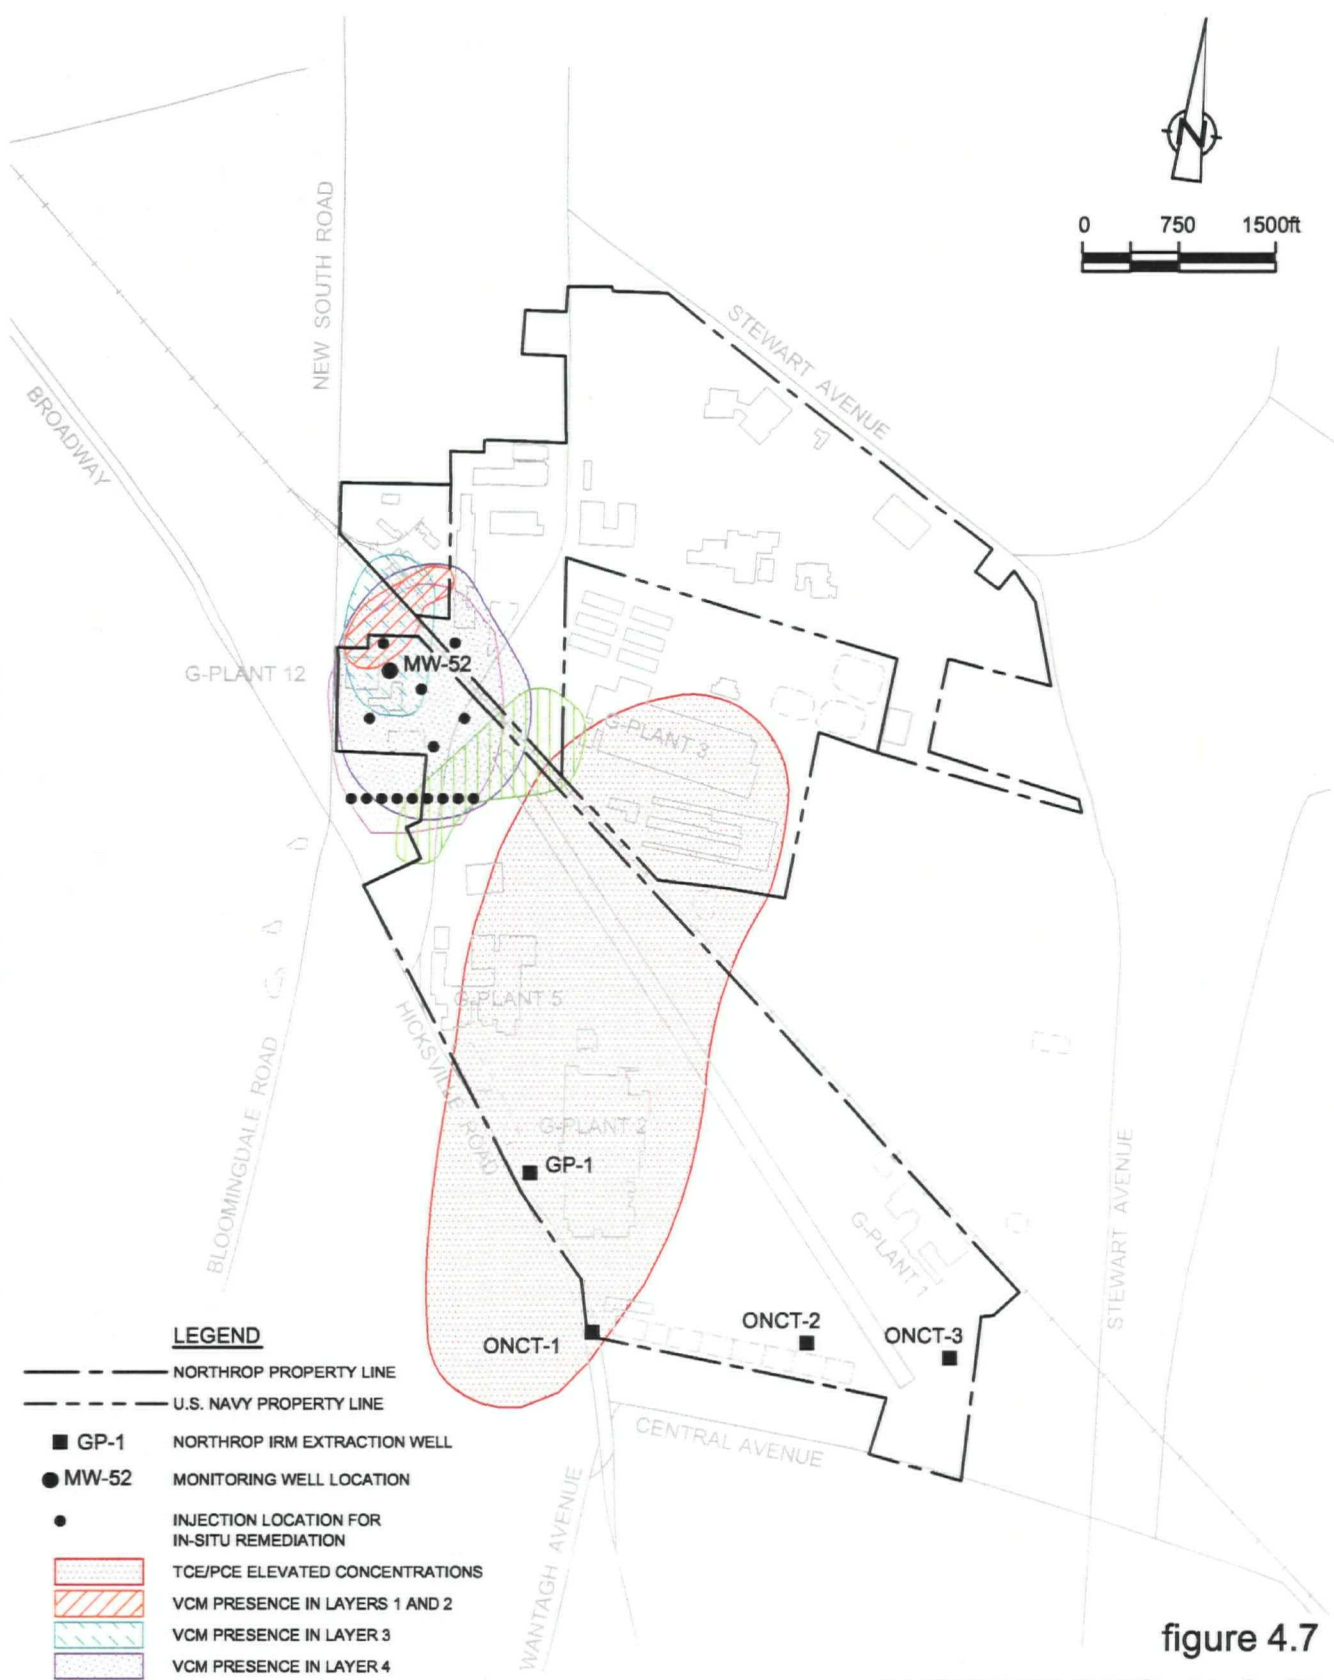 N
0 750 1500ft
NEW SOUTH ROAD
STEWART AVENUE
BROADWAY
G-PLANT 12
MW-52
G-PLANT 3
G-PLANT 5
HICKSVILLE ROAD
BLOOMINGDALE ROAD
G-PLANT 2
GP-1
G-PLANT 1
STEWART AVENUE
ONCT-1
ONCT-2
ONCT-3
CENTRAL AVENUE
WANTAGH AVENUE
LEGEND
NORTHROP PROPERTY LINE
U.S. NAVY PROPERTY LINE
GP-1 NORTHROP IRM EXTRACTION WELL
MW-52 MONITORING WELL LOCATION
INJECTION LOCATION FOR
IN-SITU REMEDIATION
TCE/PCE ELEVATED CONCENTRATIONS
VCM PRESENCE IN LAYERS 1 AND 2
VCM PRESENCE IN LAYER 3
VCM PRESENCE IN LAYER 4
figure 4.7